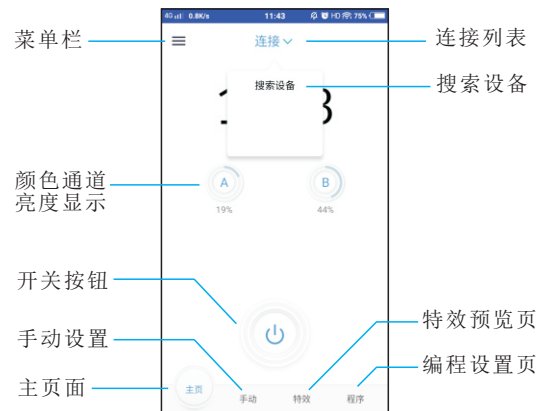 4G 0.8K/s 11:43 HD 75%
菜单栏
连接
连接列表
搜索设备
搜索设备
颜色通道
亮度显示
A
B
19%
44%
开关按钮
手动设置
特效预览页
编程设置页
主页面
主页
手动
特效
程序